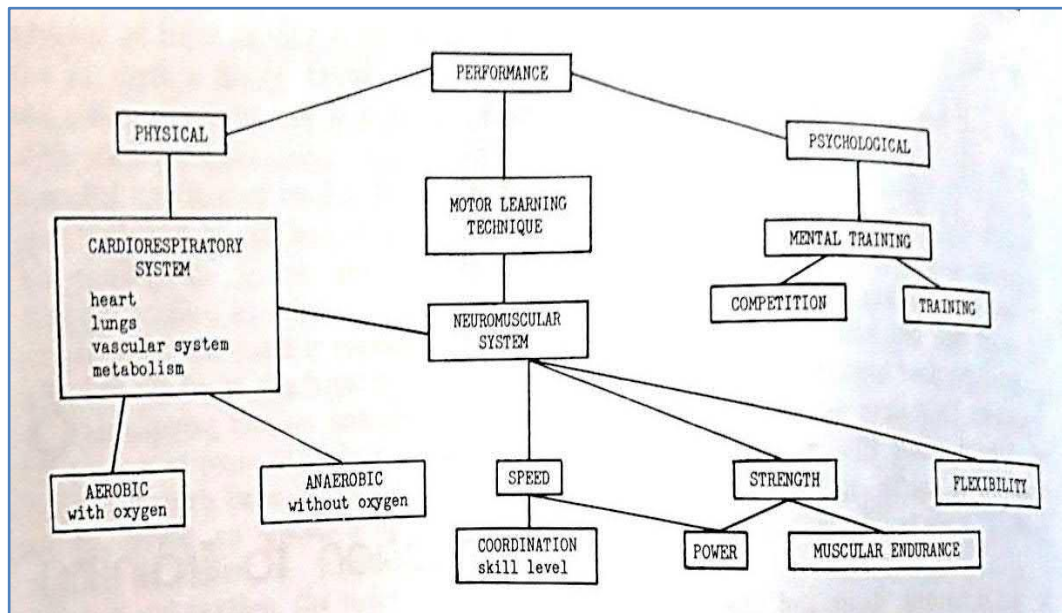 PERFORMANCE
PHYSICAL
PSYCHOLOGICAL
MOTOR LEARNING
TECHNIQUE
CARDIORESPIRATORY
SYSTEM
heart
lungs
vascular system
metabolism
MENTAL TRAINING
COMPETITION
TRAINING
NEUROMUSCULAR
SYSTEM
AEROBIC
with oxygen
ANAEROBIC
without oxygen
SPEED
STRENGTH
FLEXIBILITY
COORDINATION
skill level
POWER
MUSCULAR ENDURANCE